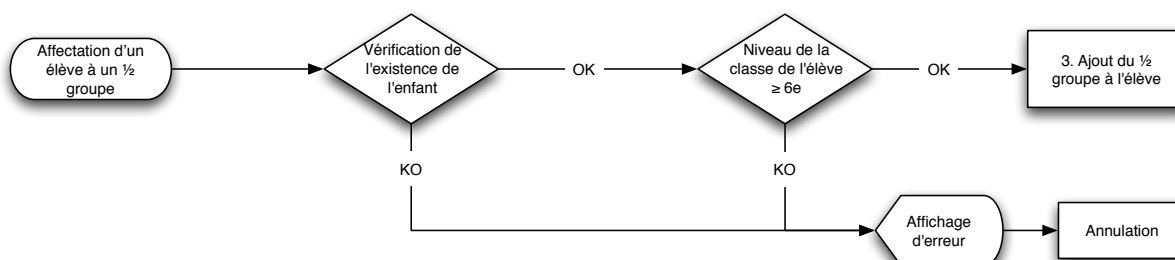 Affectation d'un
élève à un ½
groupe
Vérification de
l'existence de
l'enfant
OK
Niveau de la
classe de l'élève
≥ 6e
OK
3. Ajout du ½
groupe à l'élève
KO
KO
Affichage
d'erreur
Annulation